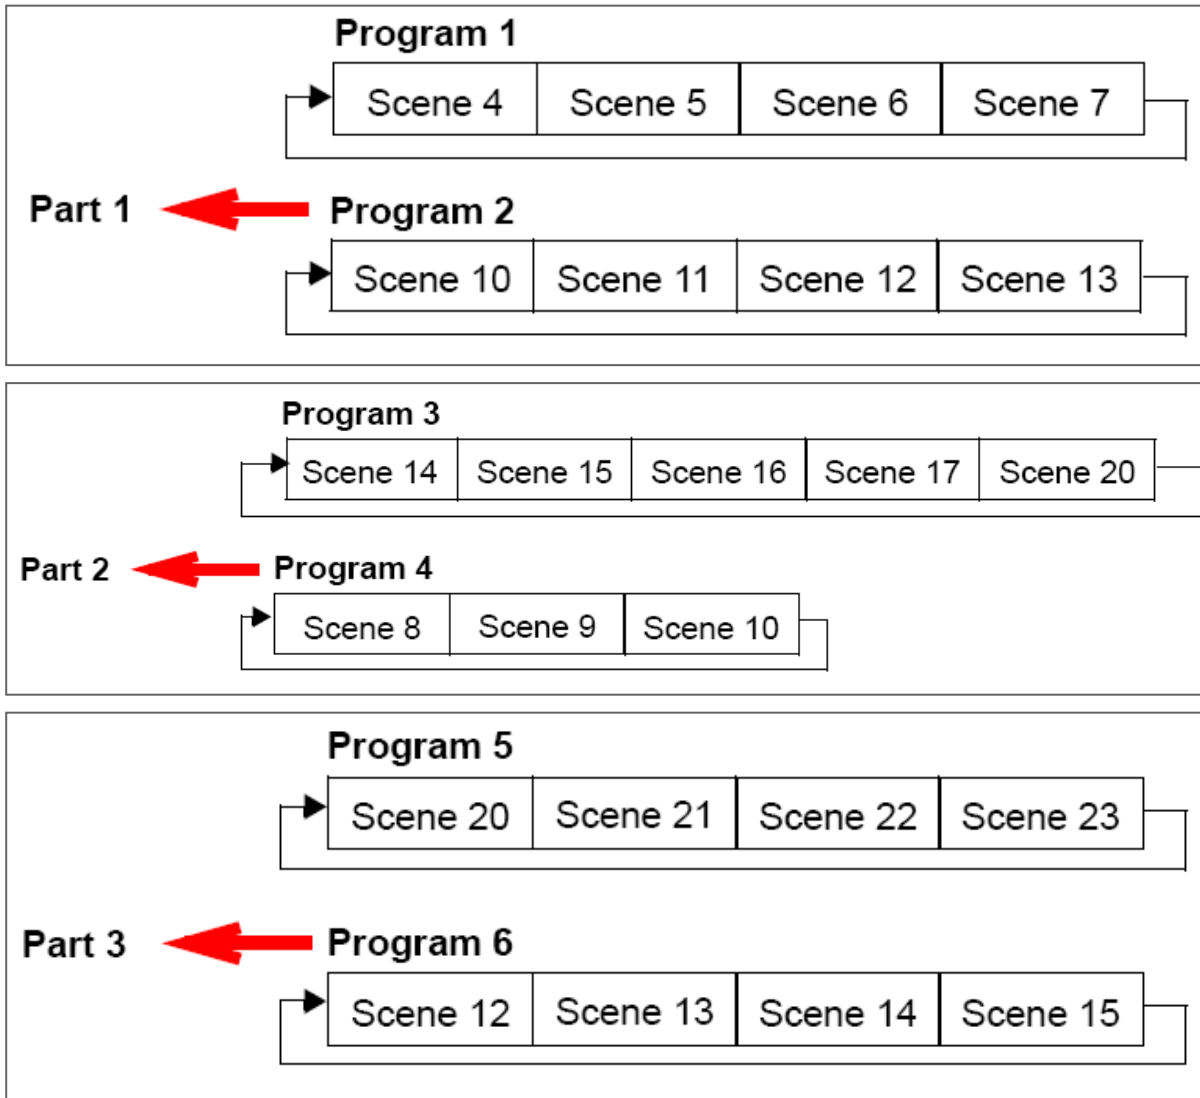 Program 1
Scene 4 Scene 5 Scene 6 Scene 7
Part 1 Program 2
Scene 10 Scene 11 Scene 12 Scene 13
Program 3
Scene 14 Scene 15 Scene 16 Scene 17 Scene 20
Part 2 Program 4
Scene 8 Scene 9 Scene 10
Program 5
Scene 20 Scene 21 Scene 22 Scene 23
Part 3 Program 6
Scene 12 Scene 13 Scene 14 Scene 15